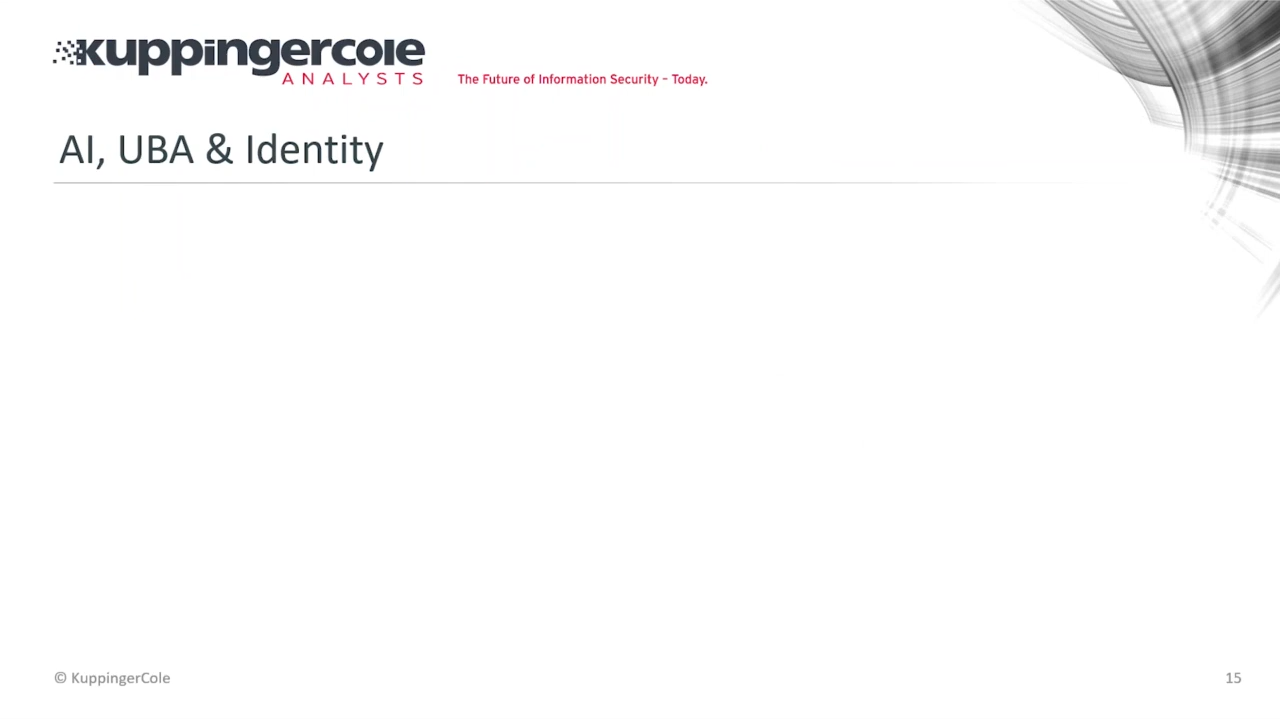 kuppingercole
ANALYSTS
The Future of Information Security – Today.
AI, UBA & Identity
© KuppingerCole
15